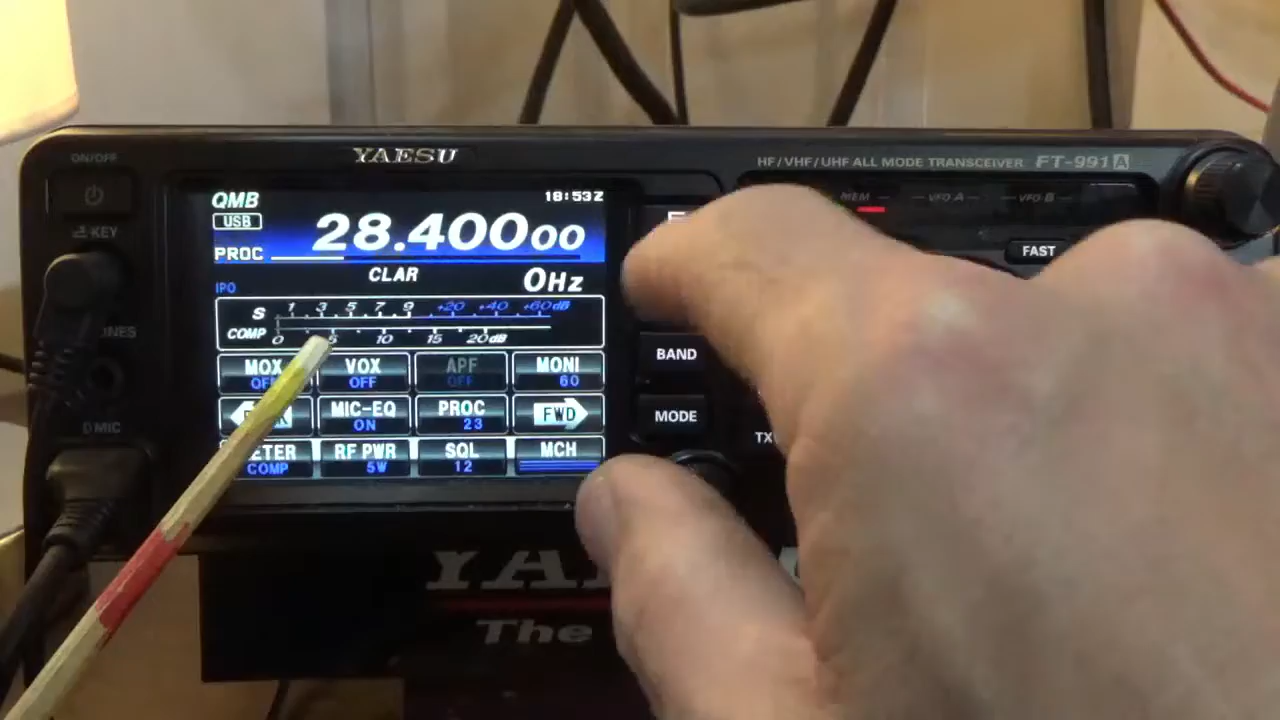 ON/OFF
YAESU
HF/VHF/UHF ALL MODE TRANSCEIVER FT-991A
KEY
MIC
QMB
18:53Z
USB
28.40000
PROC
CLAR
0Hz
IPO
S 1 3 5 7 9 +20 +40 +60dB
COMP 0 5 10 15 20dB
MOX VOX APF MONI
OFF OFF OFF 60
MIC-EQ PROC FWD
ON 23
RF PWR SQL MCH
COMP 5W 12
MEM VFO A VFO B
FAST
BAND
MODE
The